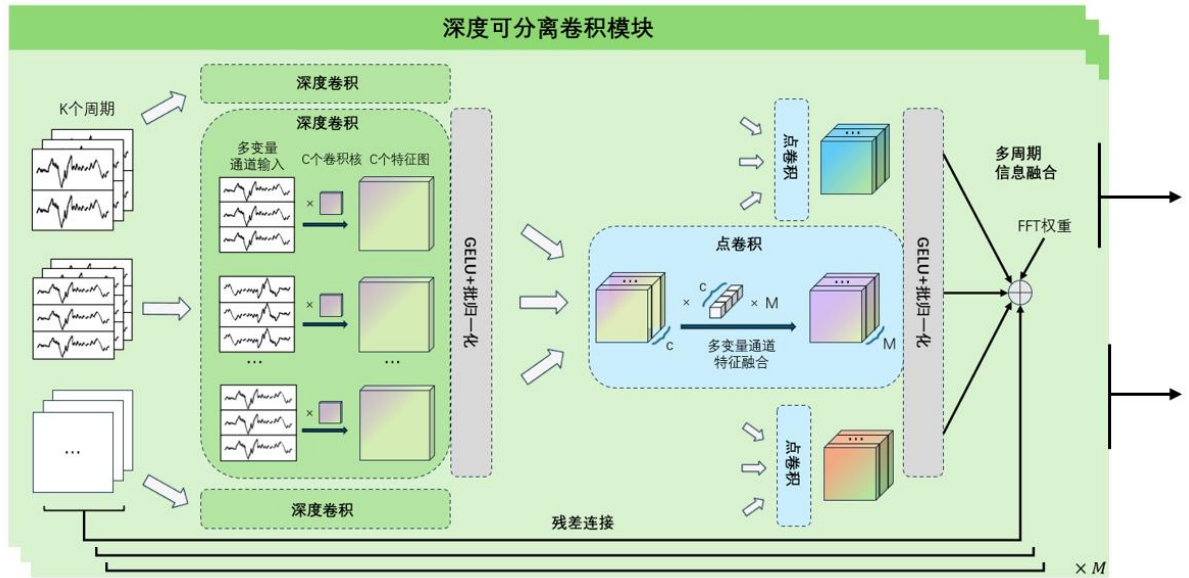 深度可分离卷积模块
K个周期
深度卷积
深度卷积
多变量
通道输入
C个卷积核
C个特征图
×
×
…
…
×
深度卷积
GELU+批归一化
点卷积
…
点卷积
…
×
c
× M
…
c
多变量通道
特征融合
M
点卷积
…
GELU+批归一化
多周期
信息融合
FFT权重
…
残差连接
× M